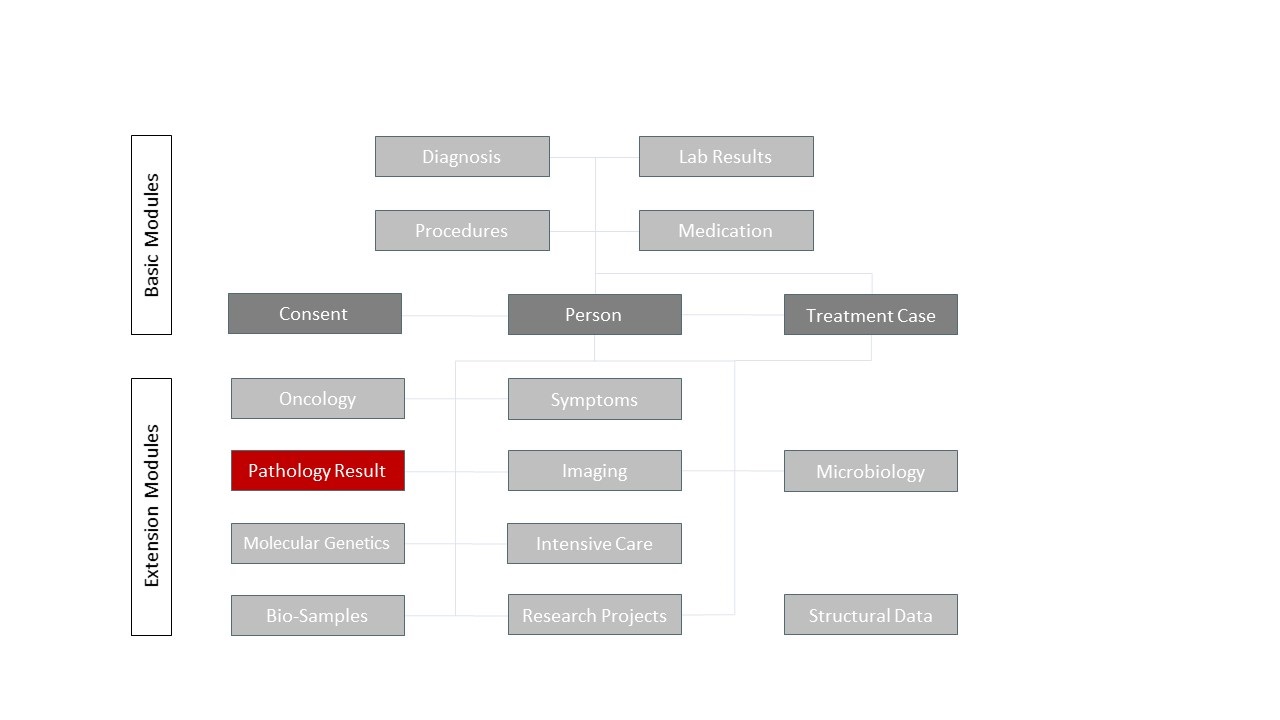 Basic Modules
Diagnosis
Lab Results
Procedures
Medication
Consent
Person
Treatment Case
Extension Modules
Oncology
Symptoms
Pathology Result
Imaging
Microbiology
Molecular Genetics
Intensive Care
Bio-Samples
Research Projects
Structural Data